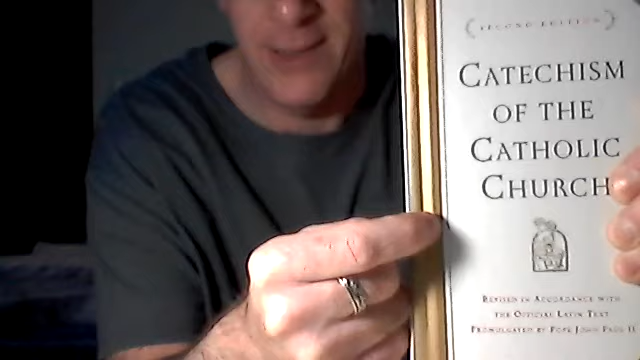 SECOND EDITION
CATECHISM
OF THE
CATHOLIC
CHURCH
REVISED IN ACCORDANCE WITH
THE OFFICIAL LATIN TEXT
PROMULGATED BY POPE JOHN PAUL II